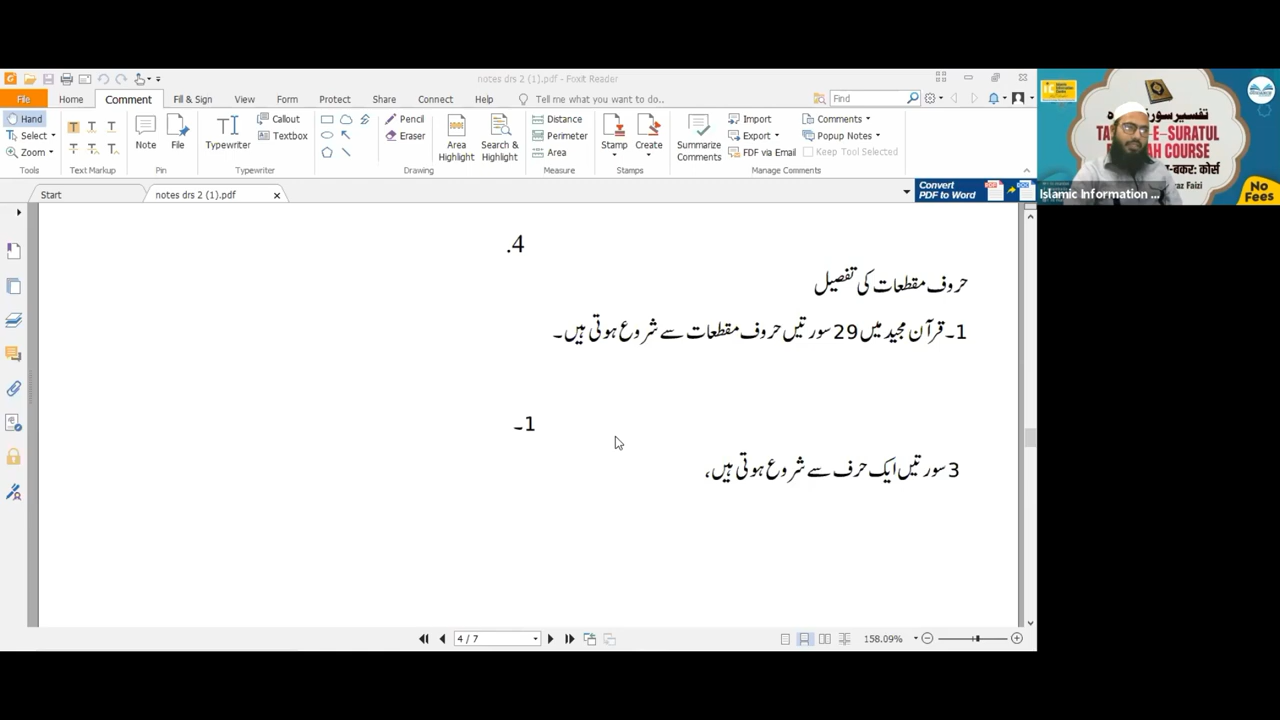 notes drs 2 (1).pdf - Foxit Reader
File Home Comment Fill & Sign View Form Protect Share Connect Help Tell me what you want to do.. Find
Hand
Select
Zoom
Tools
Text Markup
Note
File
Pin
Typewriter
Callout
Textbox
Typewriter
Pencil
Eraser
Drawing
Area Highlight
Search & Highlight
Distance
Perimeter
Area
Measure
Stamp
Create
Stamps
Summarize Comments
Import
Export
FDF via Email
Comments
Popup Notes
Keep Tool Selected
Manage Comments
Start
notes drs 2 (1).pdf
Convert PDF to Word
.4
حروف مقطعات کی تفصیل
1۔ قرآن مجید میں 29 سورتیں حروف مقطعات سے شروع ہوتی ہیں۔
1۔
3 سورتیں ایک حرف سے شروع ہوتی ہیں،
4 / 7
158.09%
COURSE
कोर्स
Faizi
No Fees
Islamic Information ...